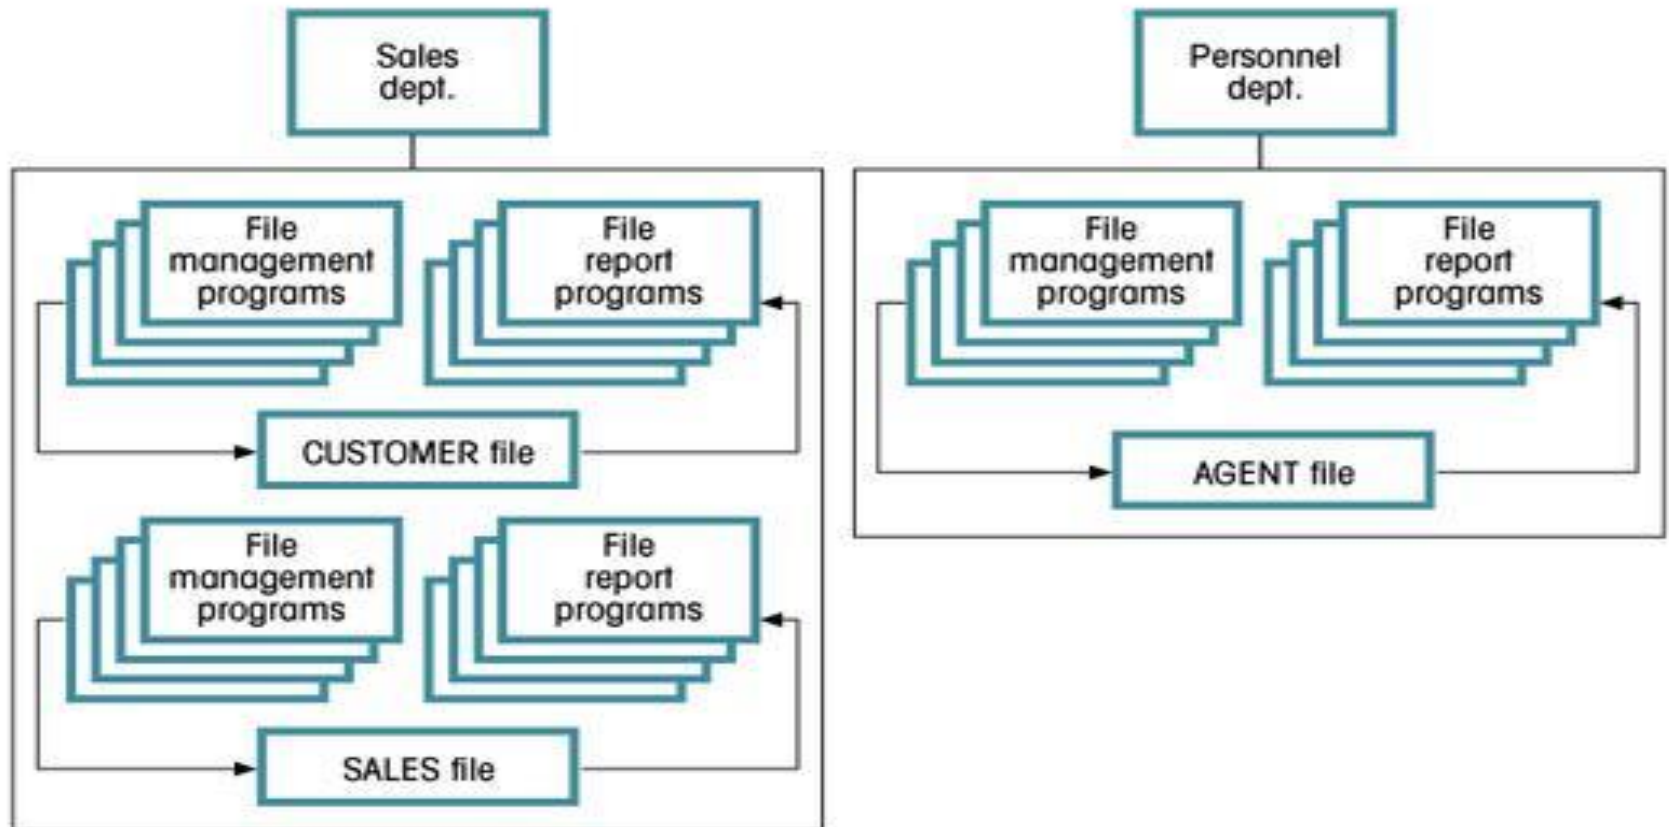 Sales
dept.
File
management
programs
File
report
programs
CUSTOMER file
File
management
programs
File
report
programs
SALES file
Personnel
dept.
File
management
programs
File
report
programs
AGENT file